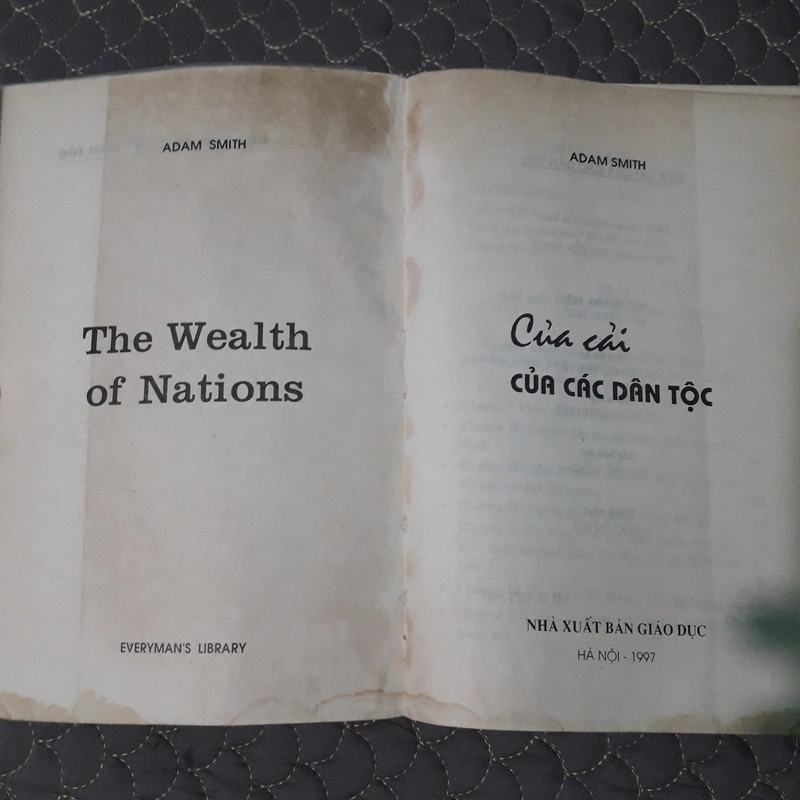 ADAM SMITH
The Wealth
of Nations
EVERYMAN'S LIBRARY
ADAM SMITH
Của cải
CỦA CÁC DÂN TỘC
NHÀ XUẤT BẢN GIÁO DỤC
HÀ NỘI - 1997